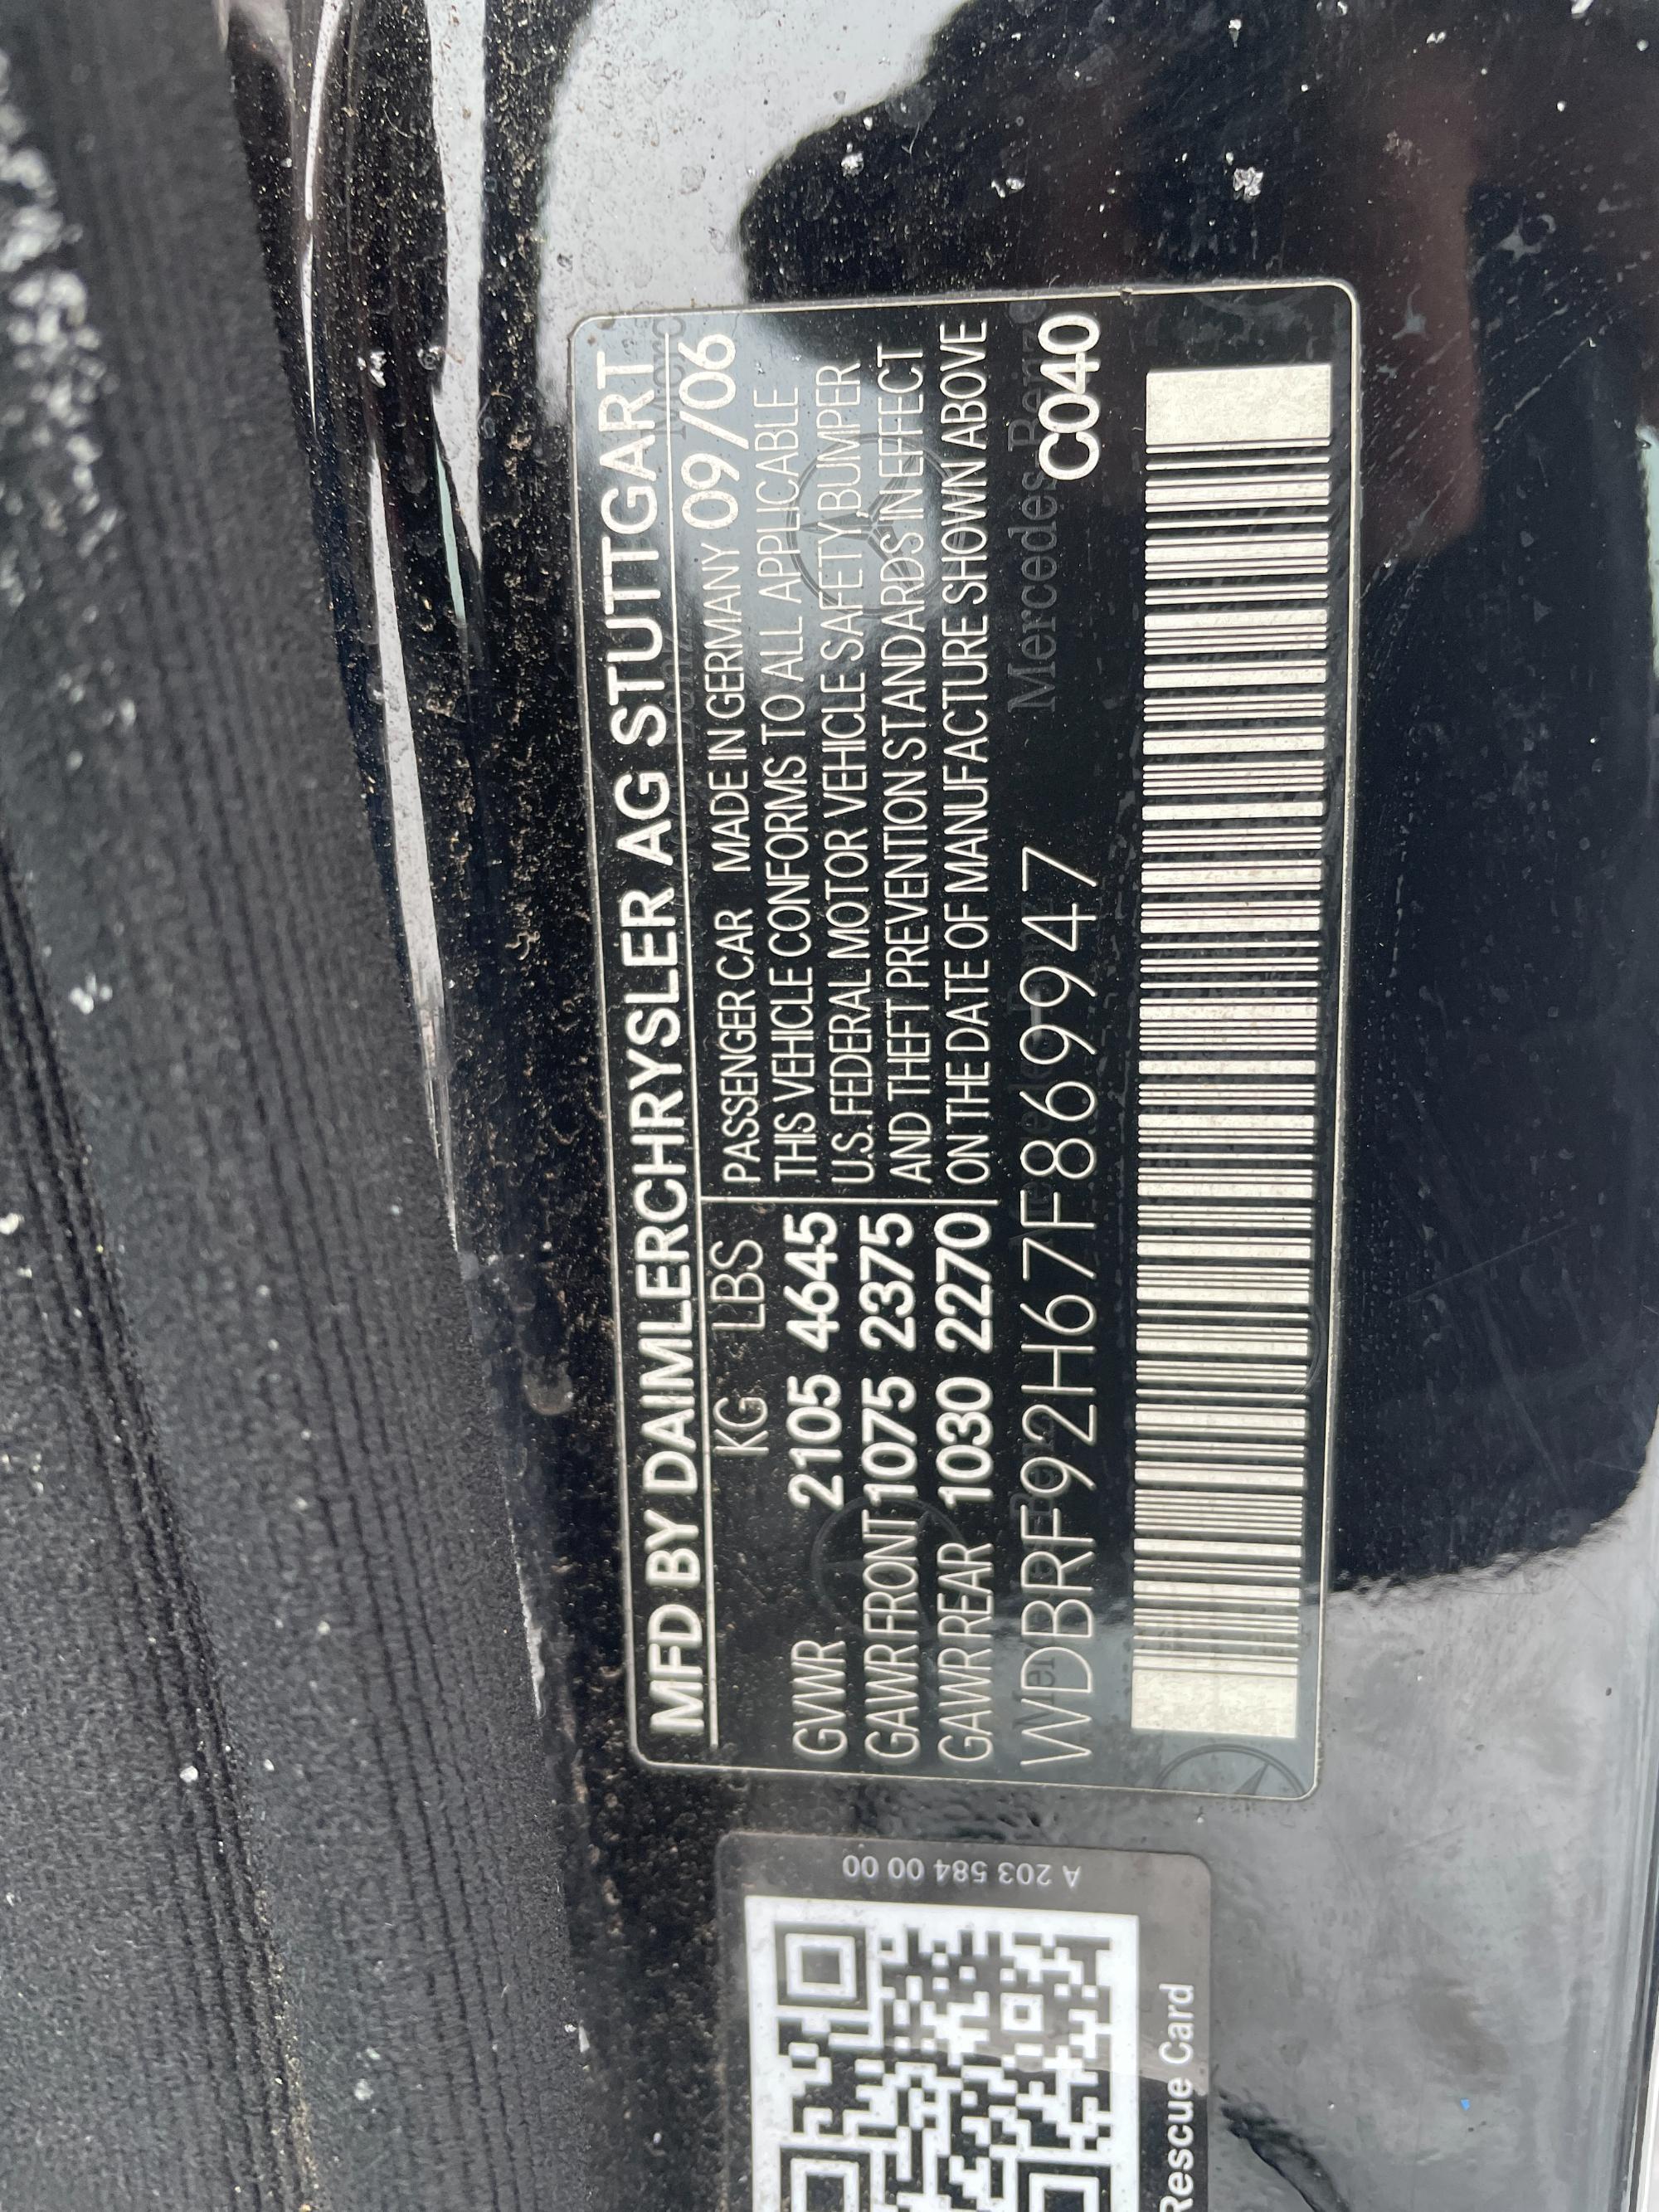 MFD BY DAIMLERCHRYSLER AG STUTTGART
KG LBS
GVWR 2105 4645
GAWR FRONT 1075 2375
GAWR REAR 1030 2270
PASSENGER CAR MADE IN GERMANY 09/06
THIS VEHICLE CONFORMS TO ALL APPLICABLE
U.S. FEDERAL MOTOR VEHICLE SAFETY, BUMPER
AND THEFT PREVENTION STANDARDS IN EFFECT
ON THE DATE OF MANUFACTURE SHOWN ABOVE
Mercedes-Benz
WDBRF92H67F869947
C040
A 203 584 00 00
Rescue Card